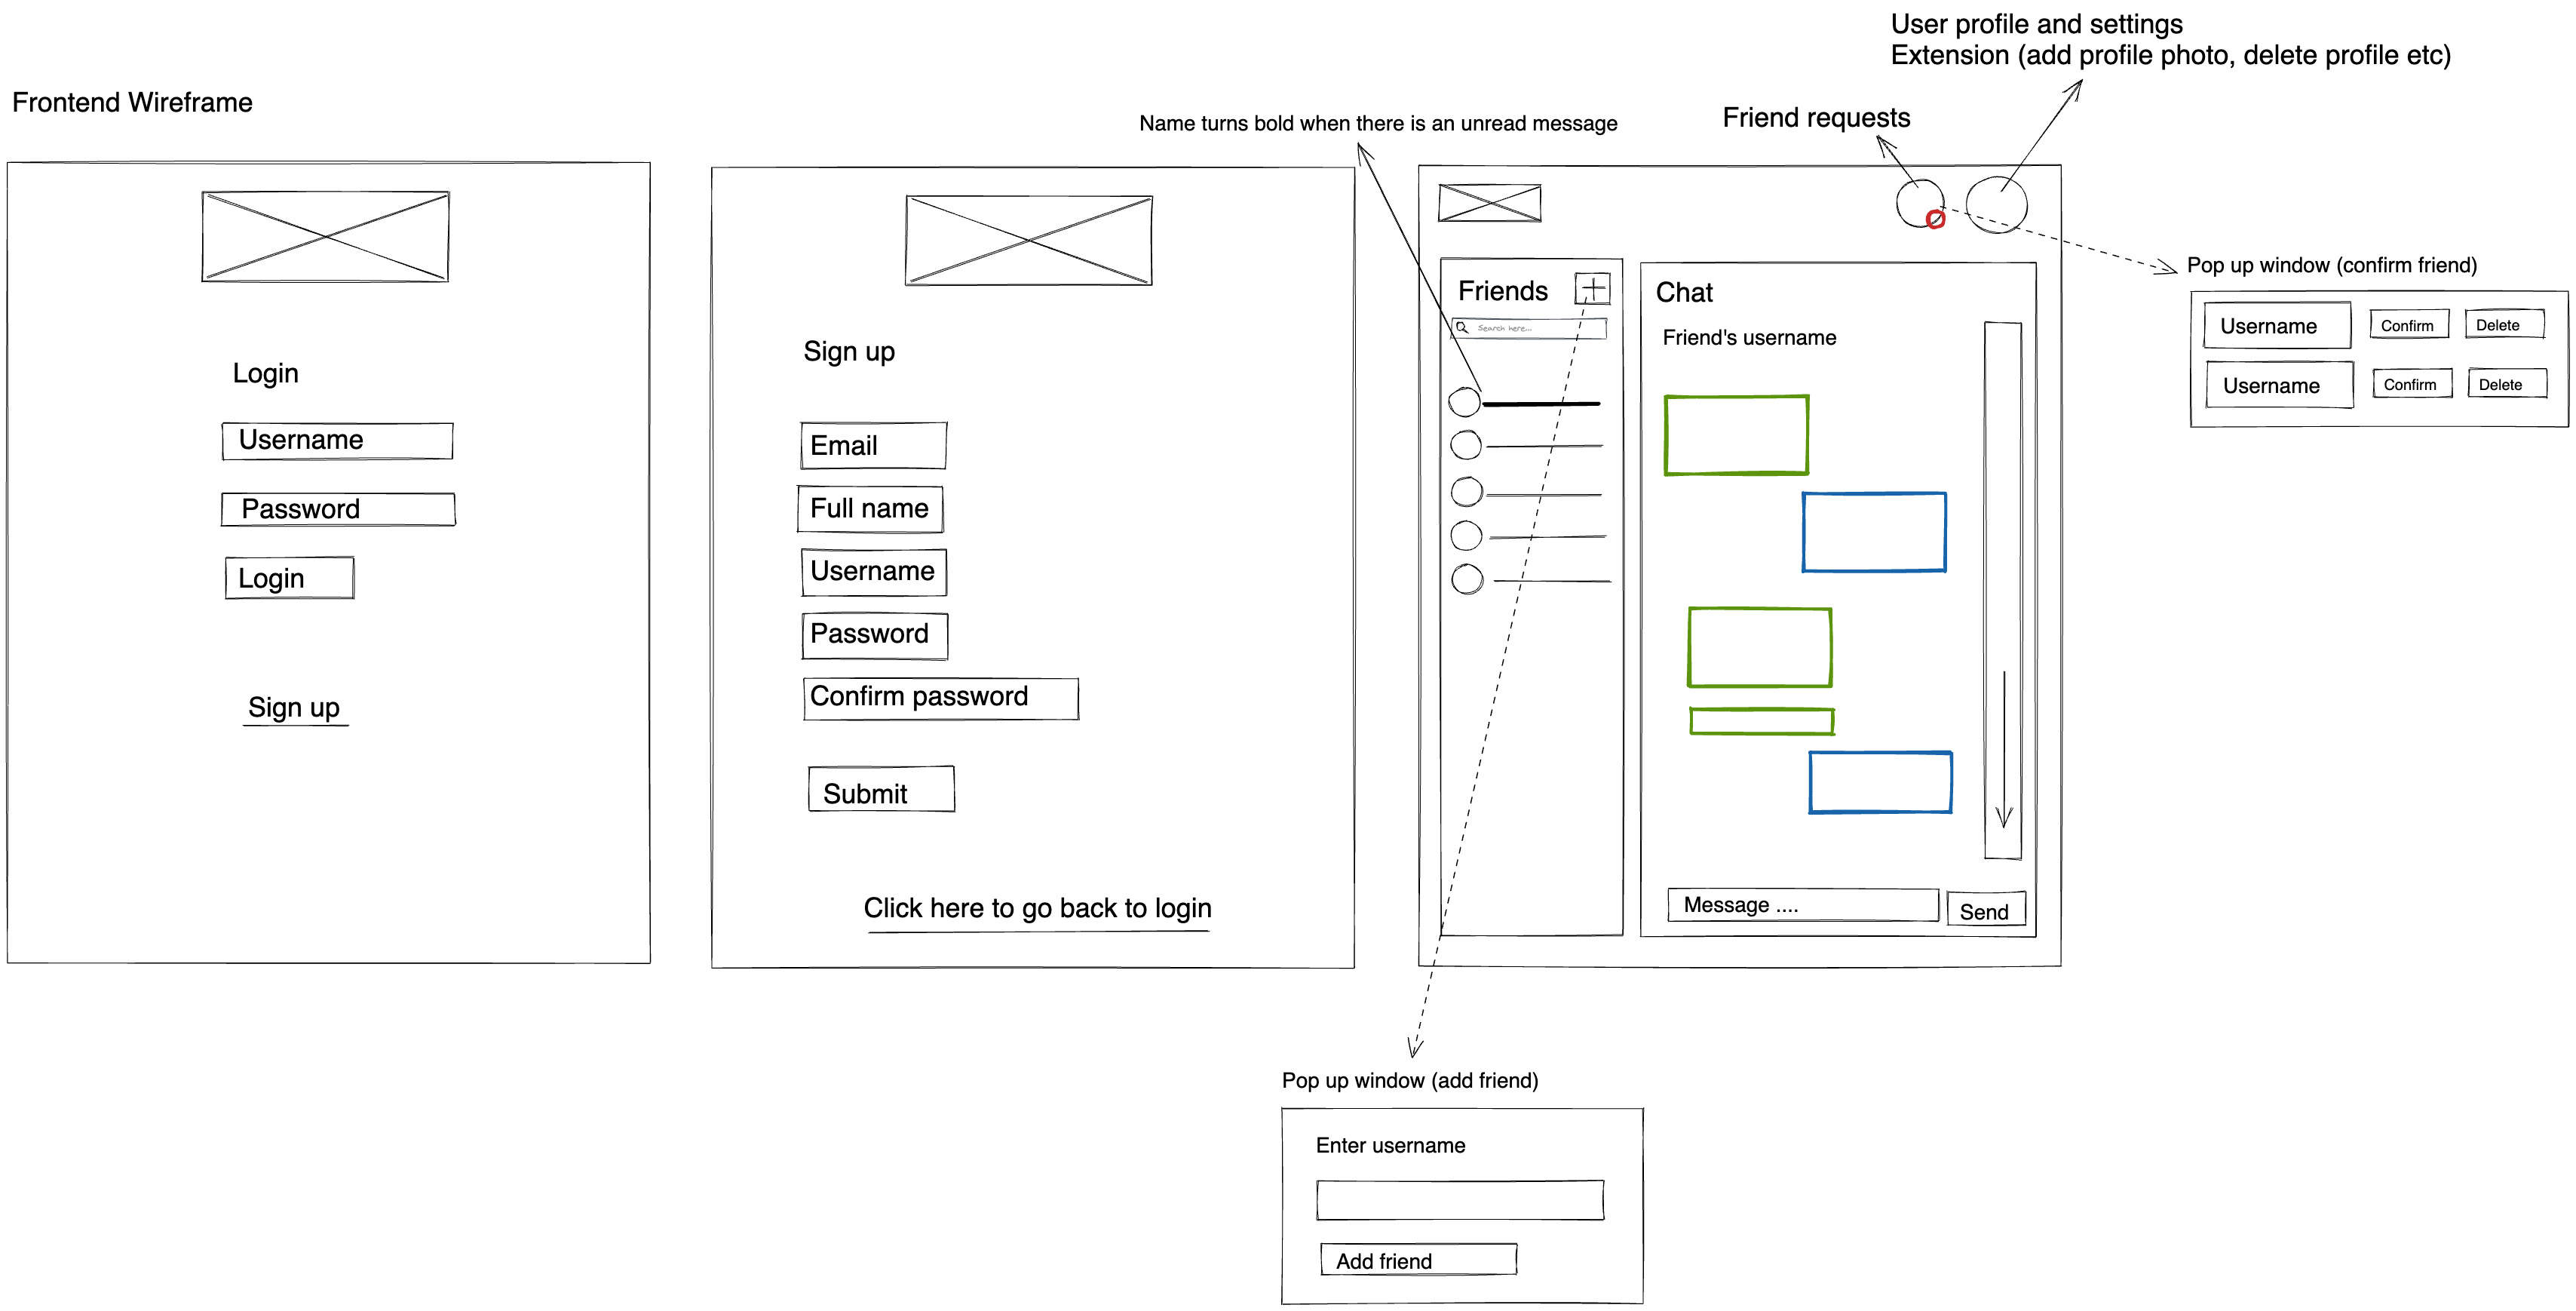 User profile and settings
Extension (add profile photo, delete profile etc)
Frontend Wireframe
Name turns bold when there is an unread message
Friend requests
Login
Username
Password
Login
Sign up
Sign up
Email
Full name
Username
Password
Confirm password
Submit
Click here to go back to login
Friends
Search here...
Chat
Friend's username
Message ....
Send
Pop up window (confirm friend)
Username Confirm Delete
Username Confirm Delete
Pop up window (add friend)
Enter username
Add friend